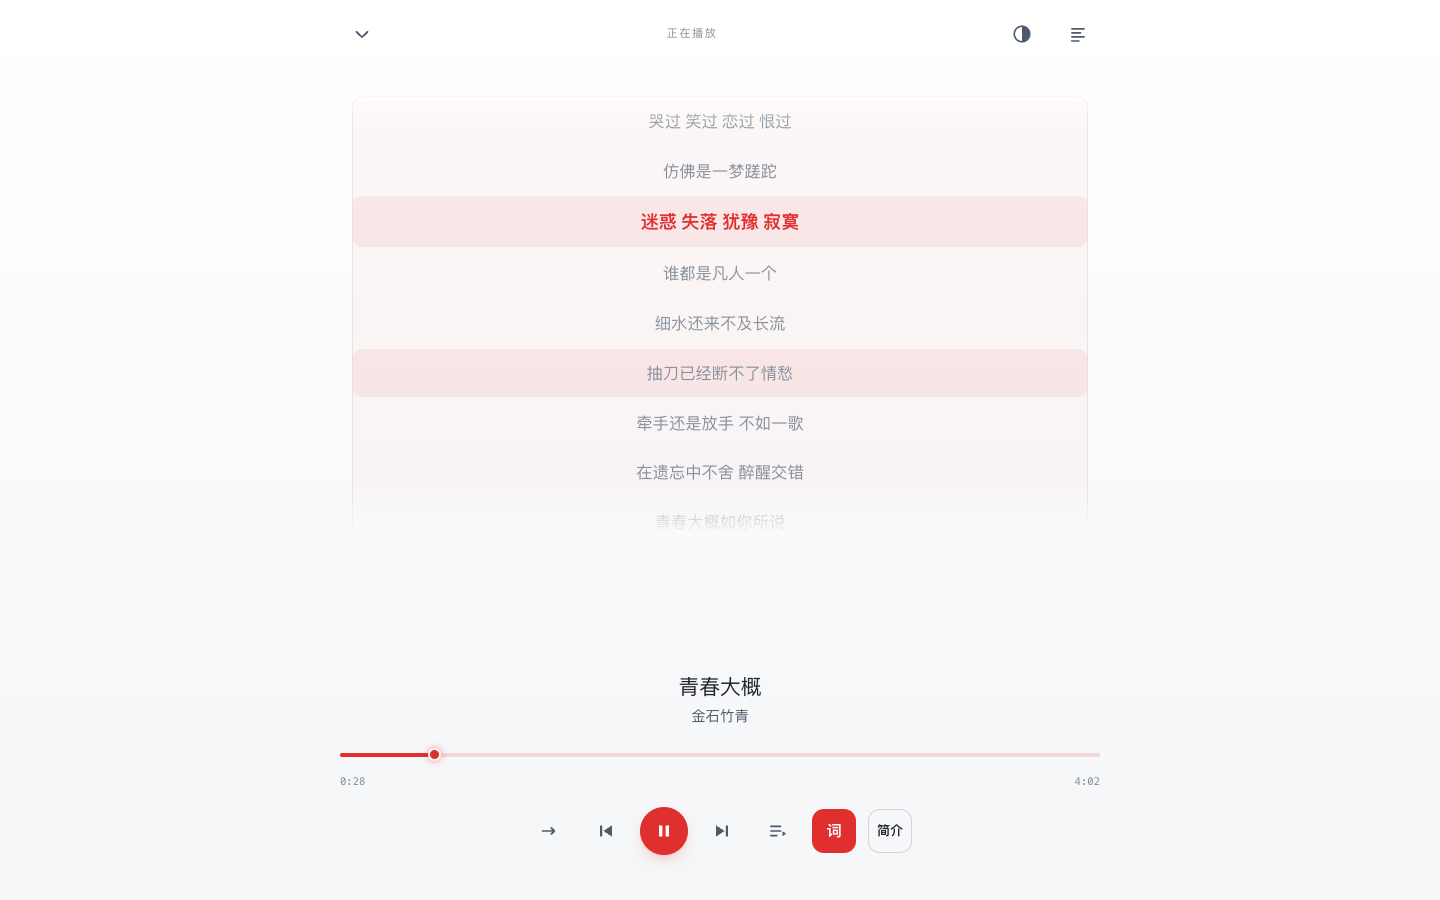 正在播放
哭过 笑过 恋过 恨过
仿佛是一梦蹉跎
迷惑 失落 犹豫 寂寞
谁都是凡人一个
细水还来不及长流
抽刀已经断不了情愁
牵手还是放手 不如一歌
在遗忘中不舍 醉醒交错
青春大概如你所说
青春大概
金石竹青
0:28
4:02
词
简介